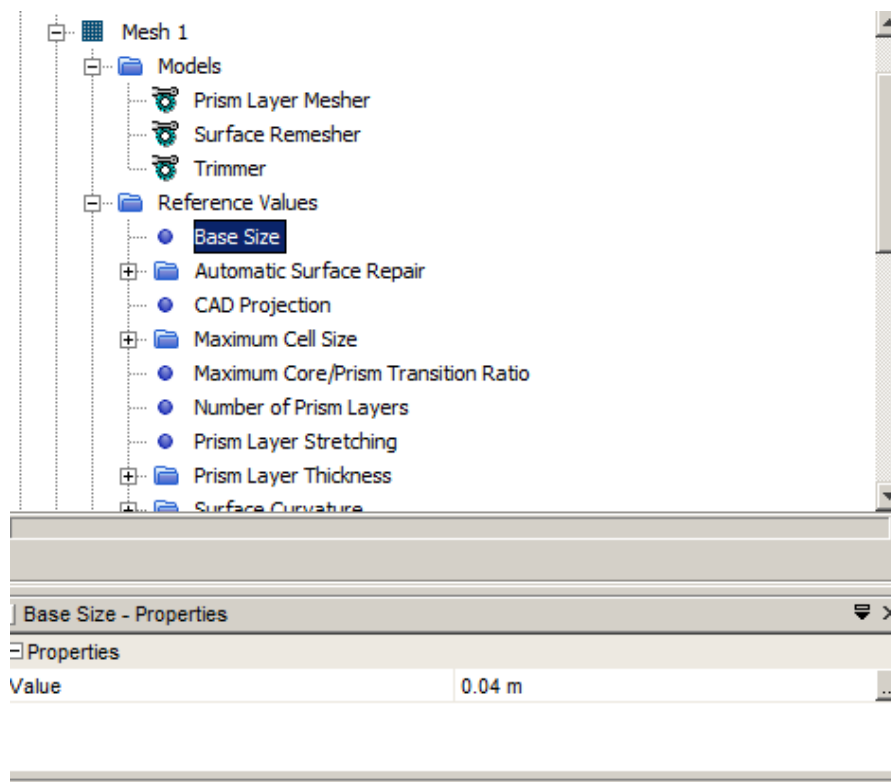 Mesh 1
Models
Prism Layer Mesher
Surface Remesher
Trimmer
Reference Values
Base Size
Automatic Surface Repair
CAD Projection
Maximum Cell Size
Maximum Core/Prism Transition Ratio
Number of Prism Layers
Prism Layer Stretching
Prism Layer Thickness
Surface Curvature
Base Size - Properties
Properties
Value 0.04 m